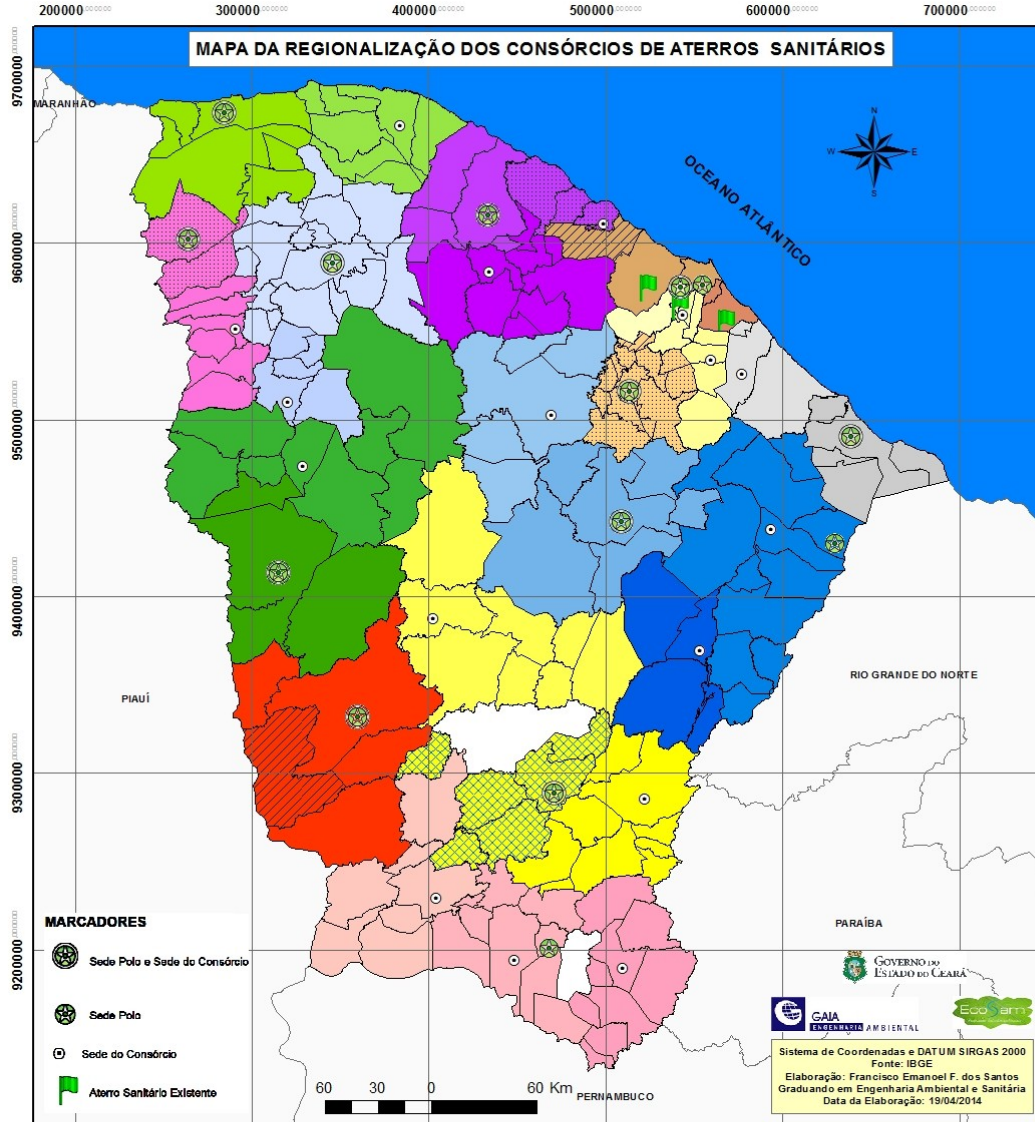 200000 300000 400000 500000 600000 700000
MAPA DA REGIONALIZAÇÃO DOS CONSÓRCIOS DE ATERROS SANITÁRIOS
9700000
MARANHÃO
N
W E
S
OCEANO ATLÂNTICO
9600000
9500000
9400000
PIAUÍ
RIO GRANDE DO NORTE
9300000
MARCADORES
Sede Polo e Sede do Consórcio
Sede Polo
Sede do Consórcio
Aterro Sanitário Existente
9200000
PARAÍBA
GOVERNO DO
ESTADO DO CEARÁ
GAIA
ENGENHARIA AMBIENTAL
EcoSam
60 30 0 60 Km
PERNAMBUCO
Sistema de Coordenadas e DATUM SIRGAS 2000
Fonte: IBGE
Elaboração: Francisco Emanoel F. dos Santos
Graduando em Engenharia Ambiental e Sanitária
Data da Elaboração: 19/04/2014